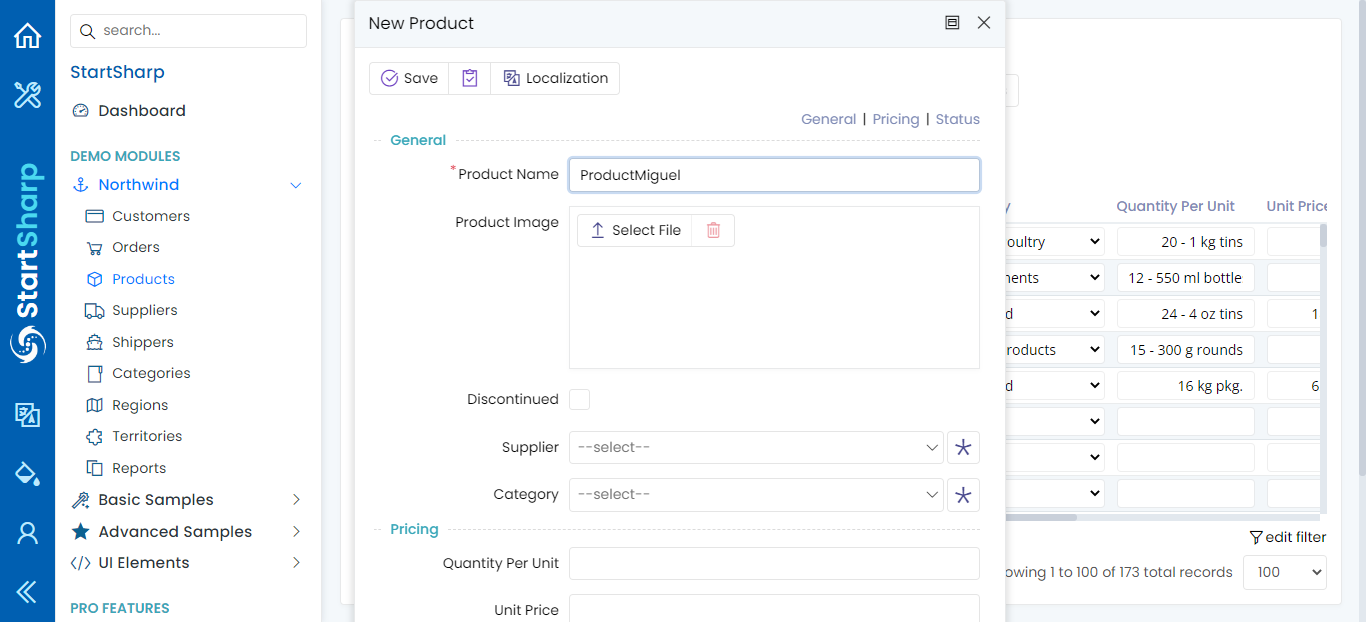 StartSharp
search...
StartSharp
Dashboard
DEMO MODULES
Northwind
Customers
Orders
Products
Suppliers
Shippers
Categories
Regions
Territories
Reports
Basic Samples
Advanced Samples
UI Elements
PRO FEATURES
New Product
Save
Localization
General | Pricing | Status
General
*Product Name
ProductMiguel
Product Image
Select File
Discontinued
Supplier
--select--
Category
--select--
Pricing
Quantity Per Unit
Unit Price
Quantity Per Unit Unit Price
oultry 20 - 1 kg tins
nents 12 - 550 ml bottle
d 24 - 4 oz tins 1
roducts 15 - 300 g rounds
d 16 kg pkg. 6
edit filter
owing 1 to 100 of 173 total records 100